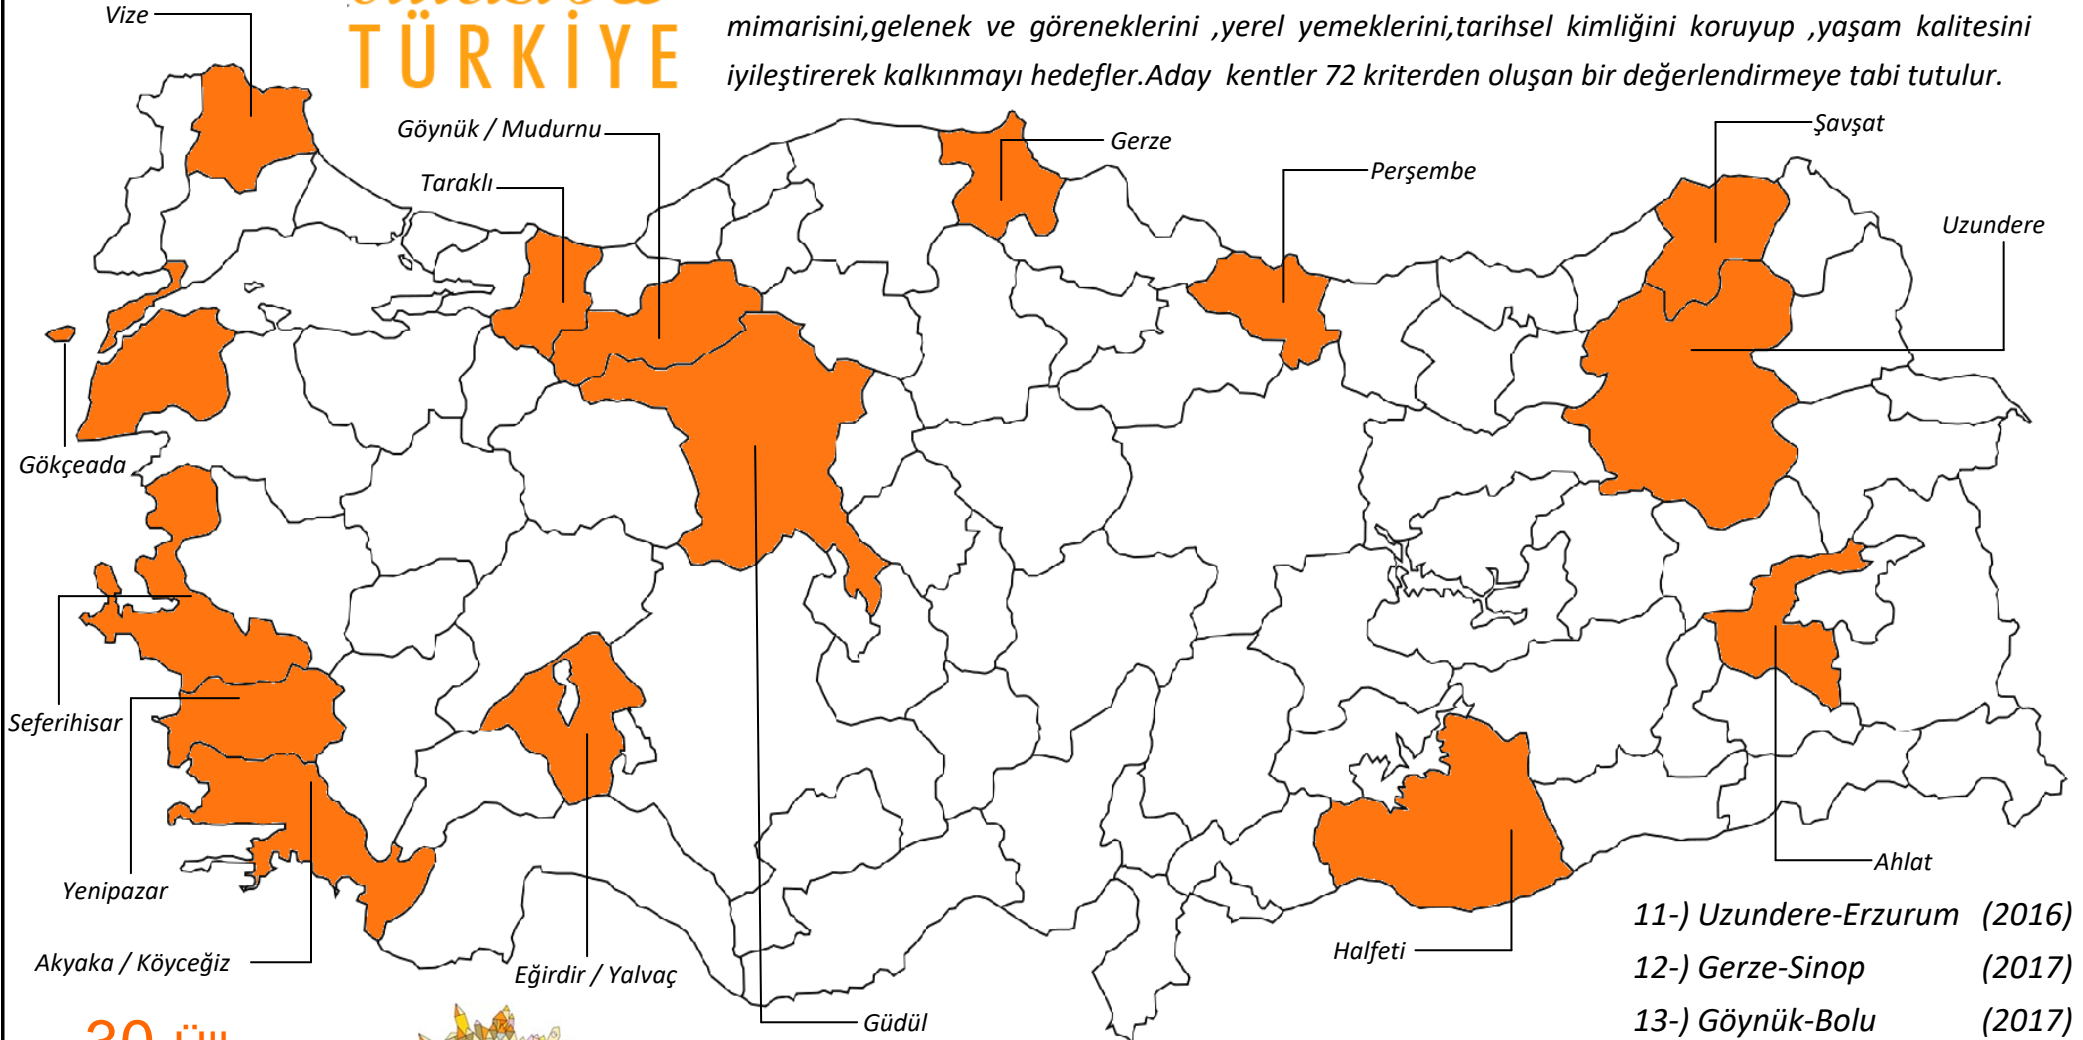 Vize
TÜRKİYE
mimarisini,gelenek ve göreneklerini ,yerel yemeklerini,tarihsel kimliğini koruyup ,yaşam kalitesini
iyileştirerek kalkınmayı hedefler.Aday kentler 72 kriterden oluşan bir değerlendirmeye tabi tutulur.
Göynük / Mudurnu
Gerze
Şavşat
Taraklı
Perşembe
Uzundere
Gökçeada
Seferihisar
Yenipazar
Ahlat
Akyaka / Köyceğiz
Eğirdir / Yalvaç
Halfeti
Güdül
11-) Uzundere-Erzurum (2016)
12-) Gerze-Sinop (2017)
13-) Göynük-Bolu (2017)
30